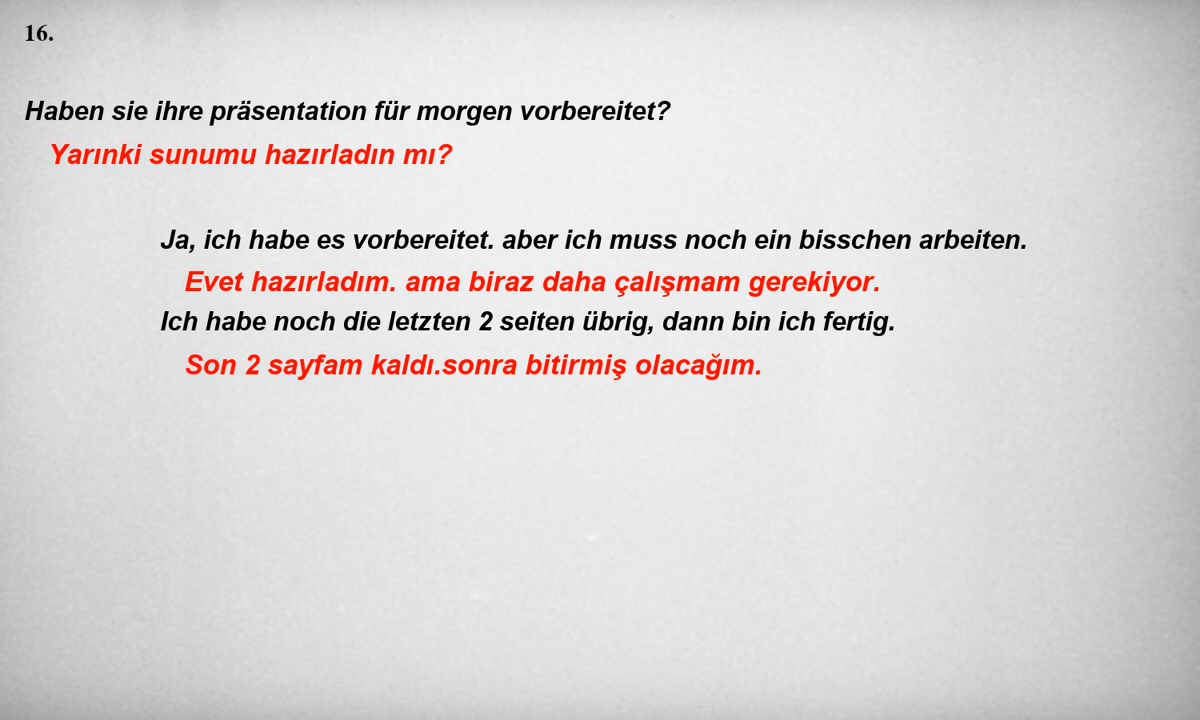 16.
Haben sie ihre präsentation für morgen vorbereitet?
Yarınki sunumu hazırladın mı?
Ja, ich habe es vorbereitet. aber ich muss noch ein bisschen arbeiten.
Evet hazırladım. ama biraz daha çalışmam gerekiyor.
Ich habe noch die letzten 2 seiten übrig, dann bin ich fertig.
Son 2 sayfam kaldı.sonra bitirmiş olacağım.